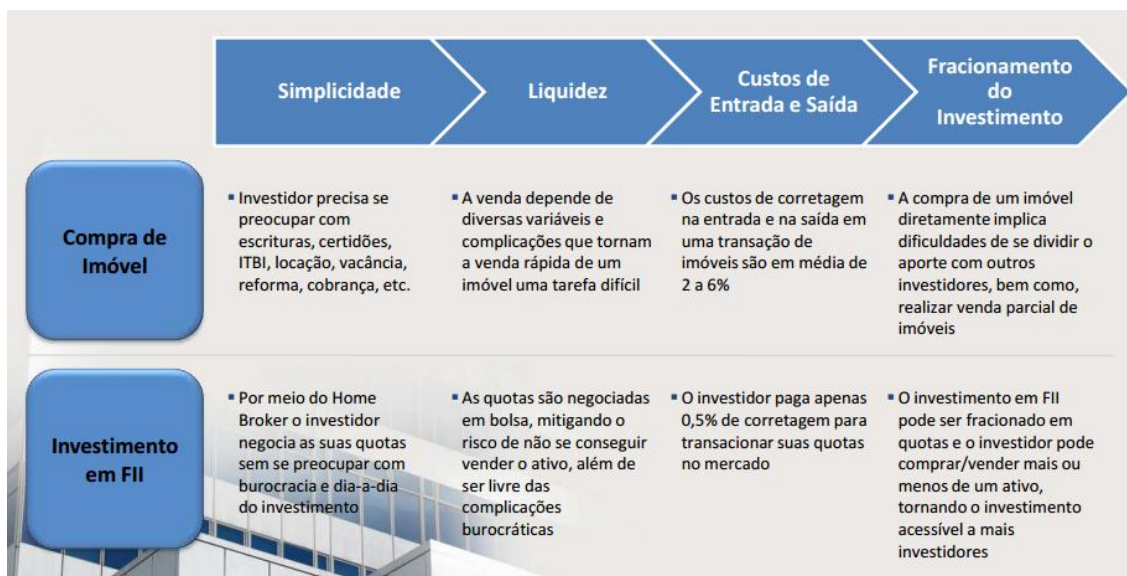 Simplicidade
Liquidez
Custos de
Entrada e Saída
Fracionamento
do
Investimento
Compra de
Imóvel
▪ Investidor precisa se
preocupar com
escrituras, certidões,
ITBI, locação, vacância,
reforma, cobrança, etc.
▪ A venda depende de
diversas variáveis e
complicações que tornam
a venda rápida de um
imóvel uma tarefa difícil
▪ Os custos de corretagem
na entrada e na saída em
uma transação de
imóveis são em média de
2 a 6%
▪ A compra de um imóvel
diretamente implica
dificuldades de se dividir o
aporte com outros
investidores, bem como,
realizar venda parcial de
imóveis
Investimento
em FII
▪ Por meio do Home
Broker o investidor
negocia as suas quotas
sem se preocupar com
burocracia e dia-a-dia
do investimento
▪ As quotas são negociadas
em bolsa, mitigando o
risco de não se conseguir
vender o ativo, além de
ser livre das
complicações
burocráticas
▪ O investidor paga apenas
0,5% de corretagem para
transacionar suas quotas
no mercado
▪ O investimento em FII
pode ser fracionado em
quotas e o investidor pode
comprar/vender mais ou
menos de um ativo,
tornando o investimento
acessível a mais
investidores